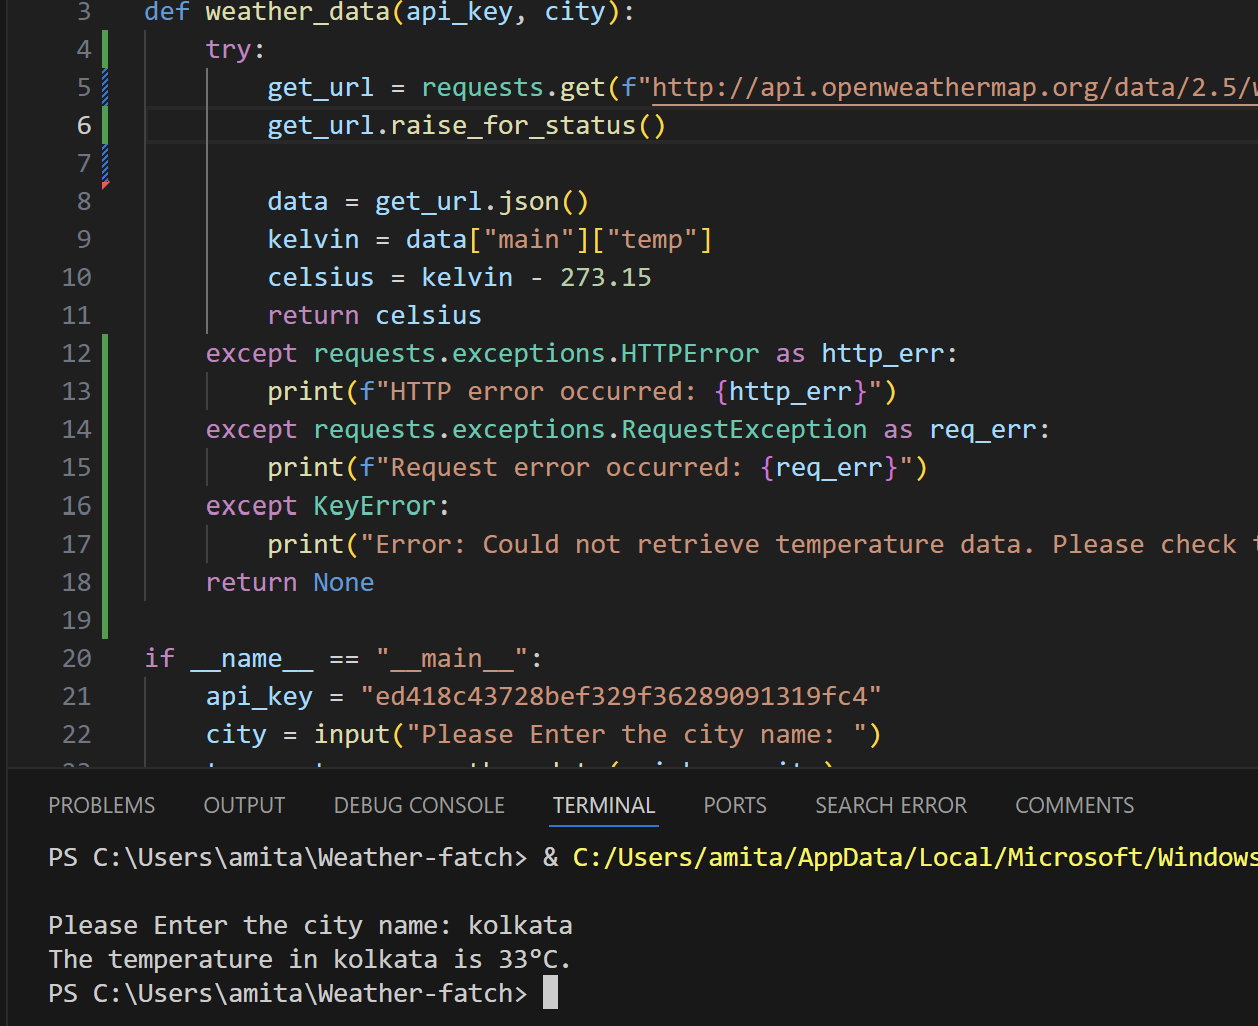 3 def weather_data(api_key, city):
4 try:
5 get_url = requests.get(f"http://api.openweathermap.org/data/2.5/
6 get_url.raise_for_status()
7
8 data = get_url.json()
9 kelvin = data["main"]["temp"]
10 celsius = kelvin - 273.15
11 return celsius
12 except requests.exceptions.HTTPError as http_err:
13 print(f"HTTP error occurred: {http_err}")
14 except requests.exceptions.RequestException as req_err:
15 print(f"Request error occurred: {req_err}")
16 except KeyError:
17 print("Error: Could not retrieve temperature data. Please check
18 return None
19
20 if __name__ == "__main__":
21 api_key = "ed418c43728bef329f36289091319fc4"
22 city = input("Please Enter the city name: ")
PROBLEMS OUTPUT DEBUG CONSOLE TERMINAL PORTS SEARCH ERROR COMMENTS
PS C:\Users\amita\Weather-fatch> & C:/Users/amita/AppData/Local/Microsoft/Windows
Please Enter the city name: kolkata
The temperature in kolkata is 33°C.
PS C:\Users\amita\Weather-fatch>